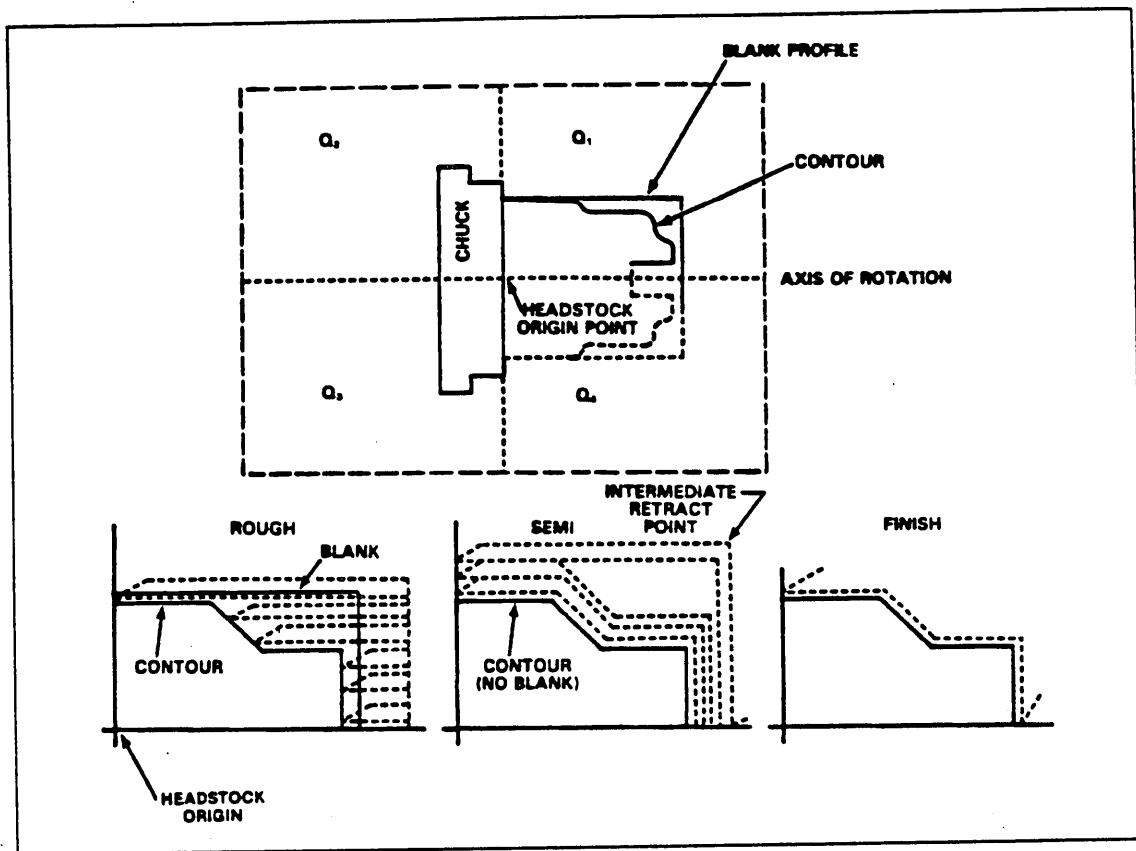 BLANK PROFILE
Q₂
Q₁
CONTOUR
CHUCK
AXIS OF ROTATION
HEADSTOCK
ORIGIN POINT
Q₃
Q₄
INTERMEDIATE
RETRACT
POINT
ROUGH
SEMI
FINISH
BLANK
CONTOUR
CONTOUR
(NO BLANK)
HEADSTOCK
ORIGIN